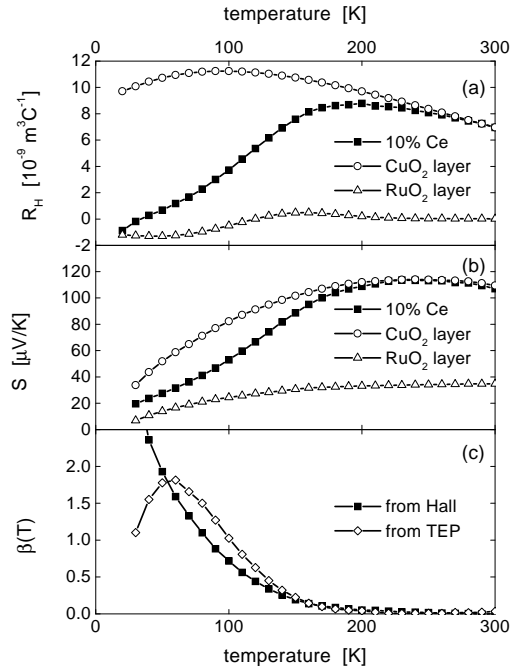 temperature [K]
0 100 200 300
12
10
8
6
4
2
0
-2
R_H [10^-9 m^3C^-1]
(a)
10% Ce
CuO_2 layer
RuO_2 layer
120
100
80
60
40
20
0
S [μV/K]
(b)
10% Ce
CuO_2 layer
RuO_2 layer
2.0
1.5
1.0
0.5
0.0
β(T)
(c)
from Hall
from TEP
0 100 200 300
temperature [K]